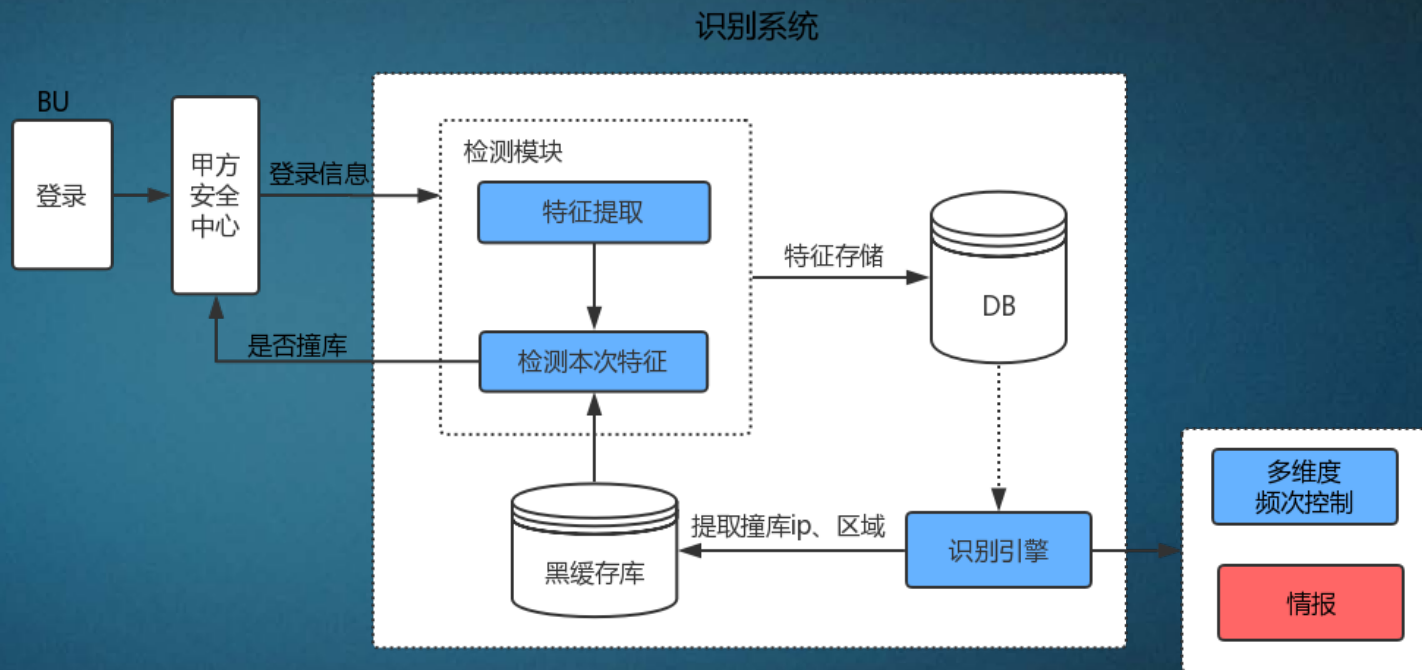 识别系统
BU
登录
甲方
安全
中心
登录信息
是否撞库
检测模块
特征提取
检测本次特征
特征存储
DB
黑缓存库
提取撞库ip、区域
识别引擎
多维度
频次控制
情报